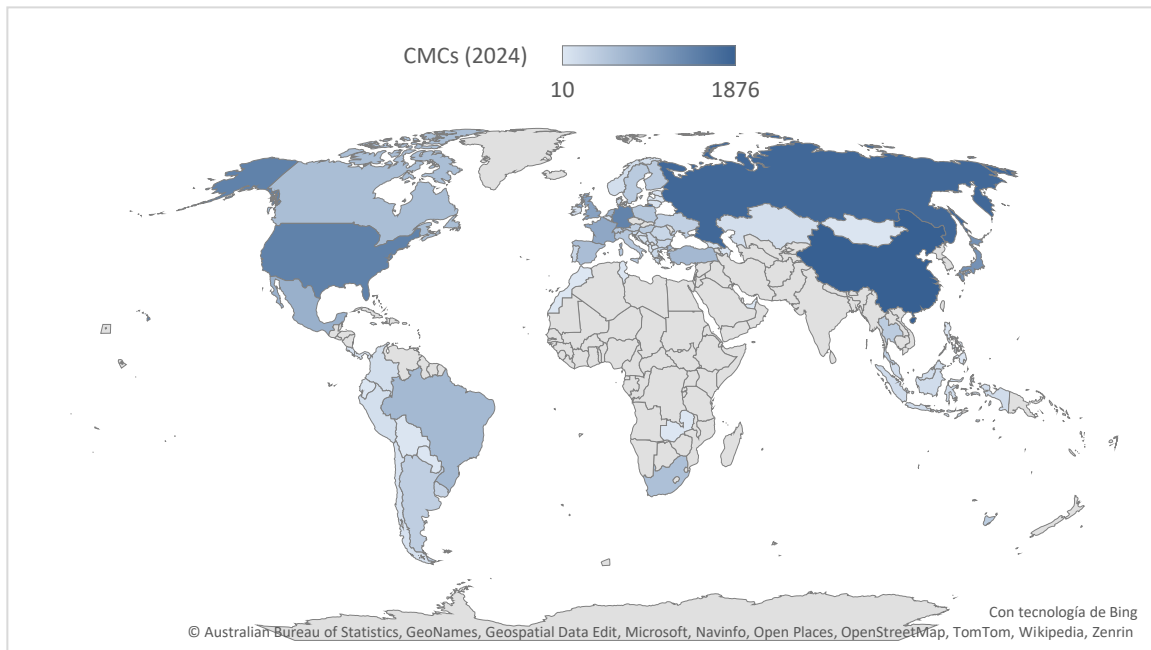 CMCs (2024)
10 1876
Con tecnología de Bing
© Australian Bureau of Statistics, GeoNames, Geospatial Data Edit, Microsoft, Navinfo, Open Places, OpenStreetMap, TomTom, Wikipedia, Zenrin